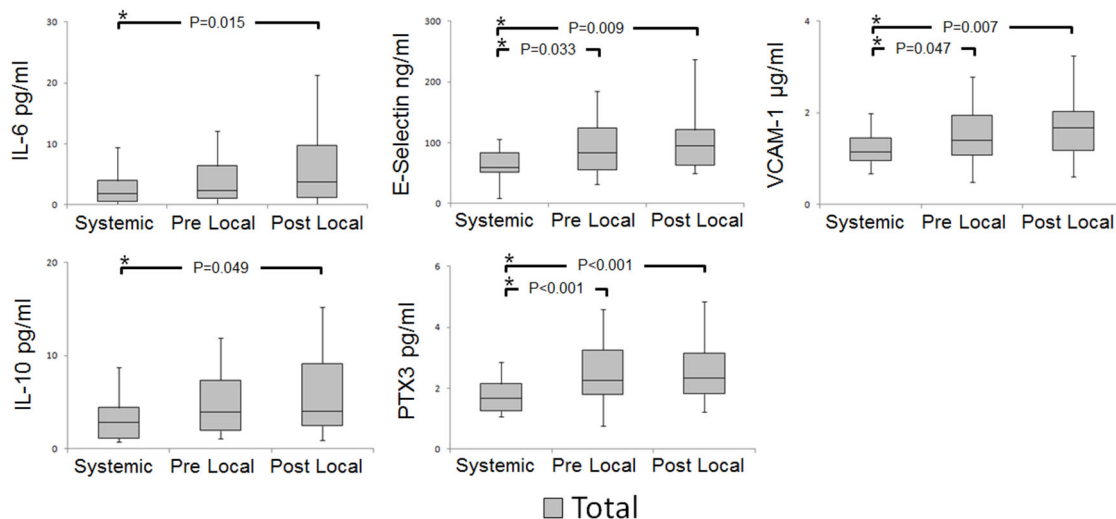 *
P=0.015
30
20
10
0
IL-6 pg/ml
Systemic Pre Local Post Local
*
P=0.009
*
P=0.033
300
200
100
0
E-Selectin ng/ml
Systemic Pre Local Post Local
*
P=0.007
*
P=0.047
4
2
0
VCAM-1 µg/ml
Systemic Pre Local Post Local
*
P=0.049
20
10
0
IL-10 pg/ml
Systemic Pre Local Post Local
*
P<0.001
*
P<0.001
6
4
2
0
PTX3 pg/ml
Systemic Pre Local Post Local
Total